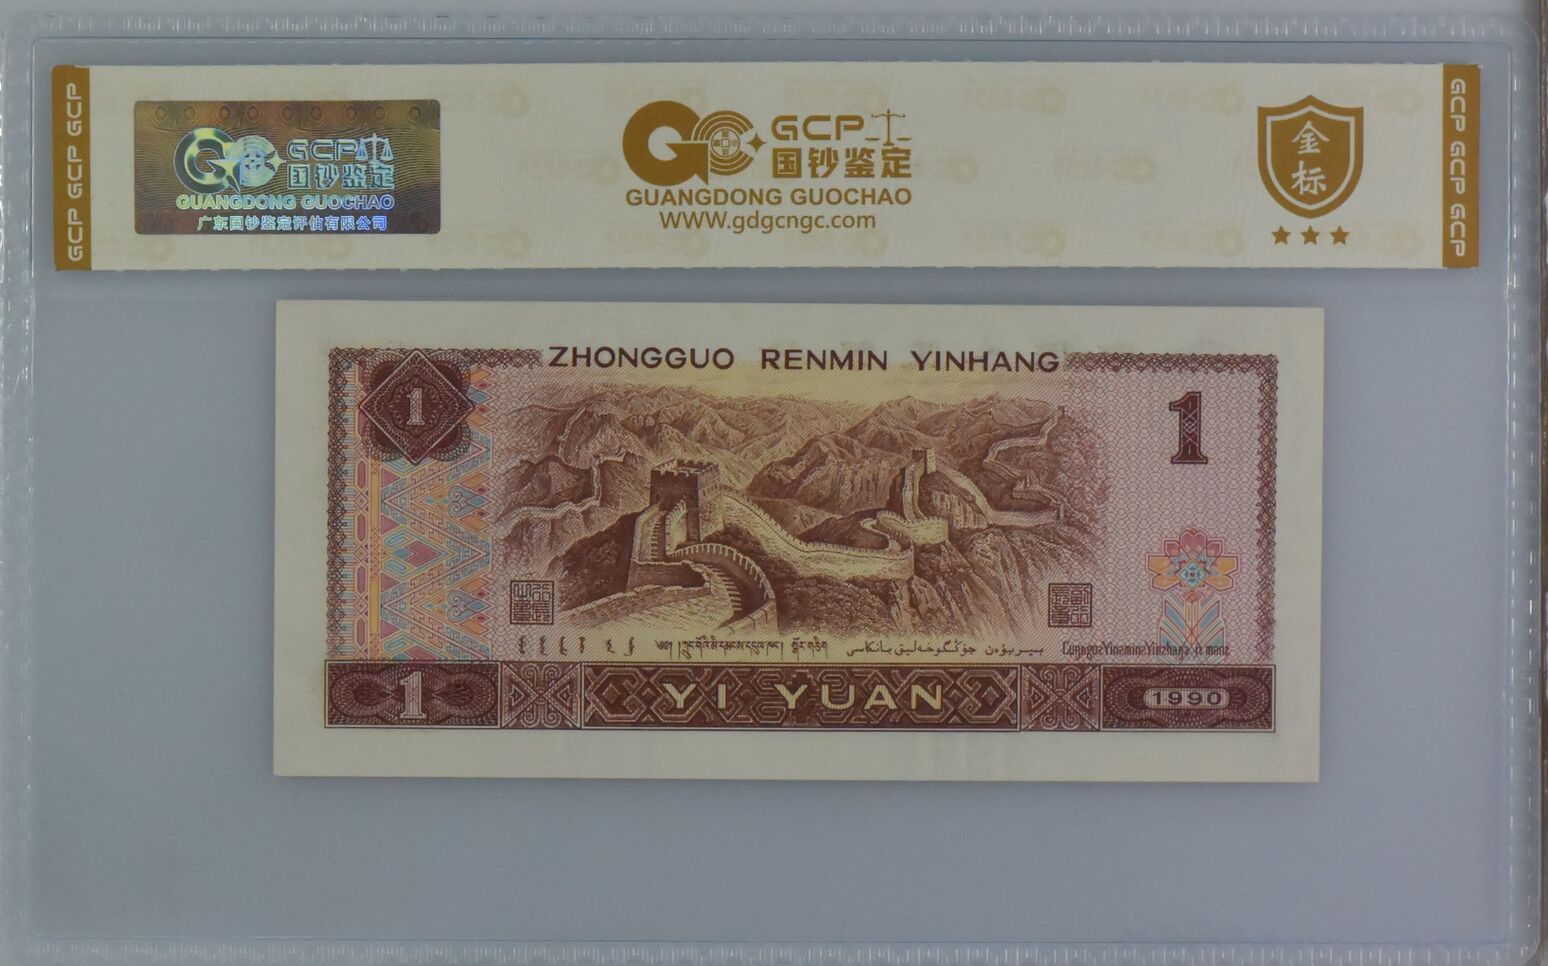 GCP GCP GCP
GCP 国钞鉴定
GUANGDONG GUOCHAO
广东国钞鉴定评估有限公司
GCP
国钞鉴定
GUANGDONG GUOCHAO
WWW.gdgcngc.com
金标
GCP GCP GCP
ZHONGGUO RENMIN YINHANG
1
1
1
YI YUAN
1990